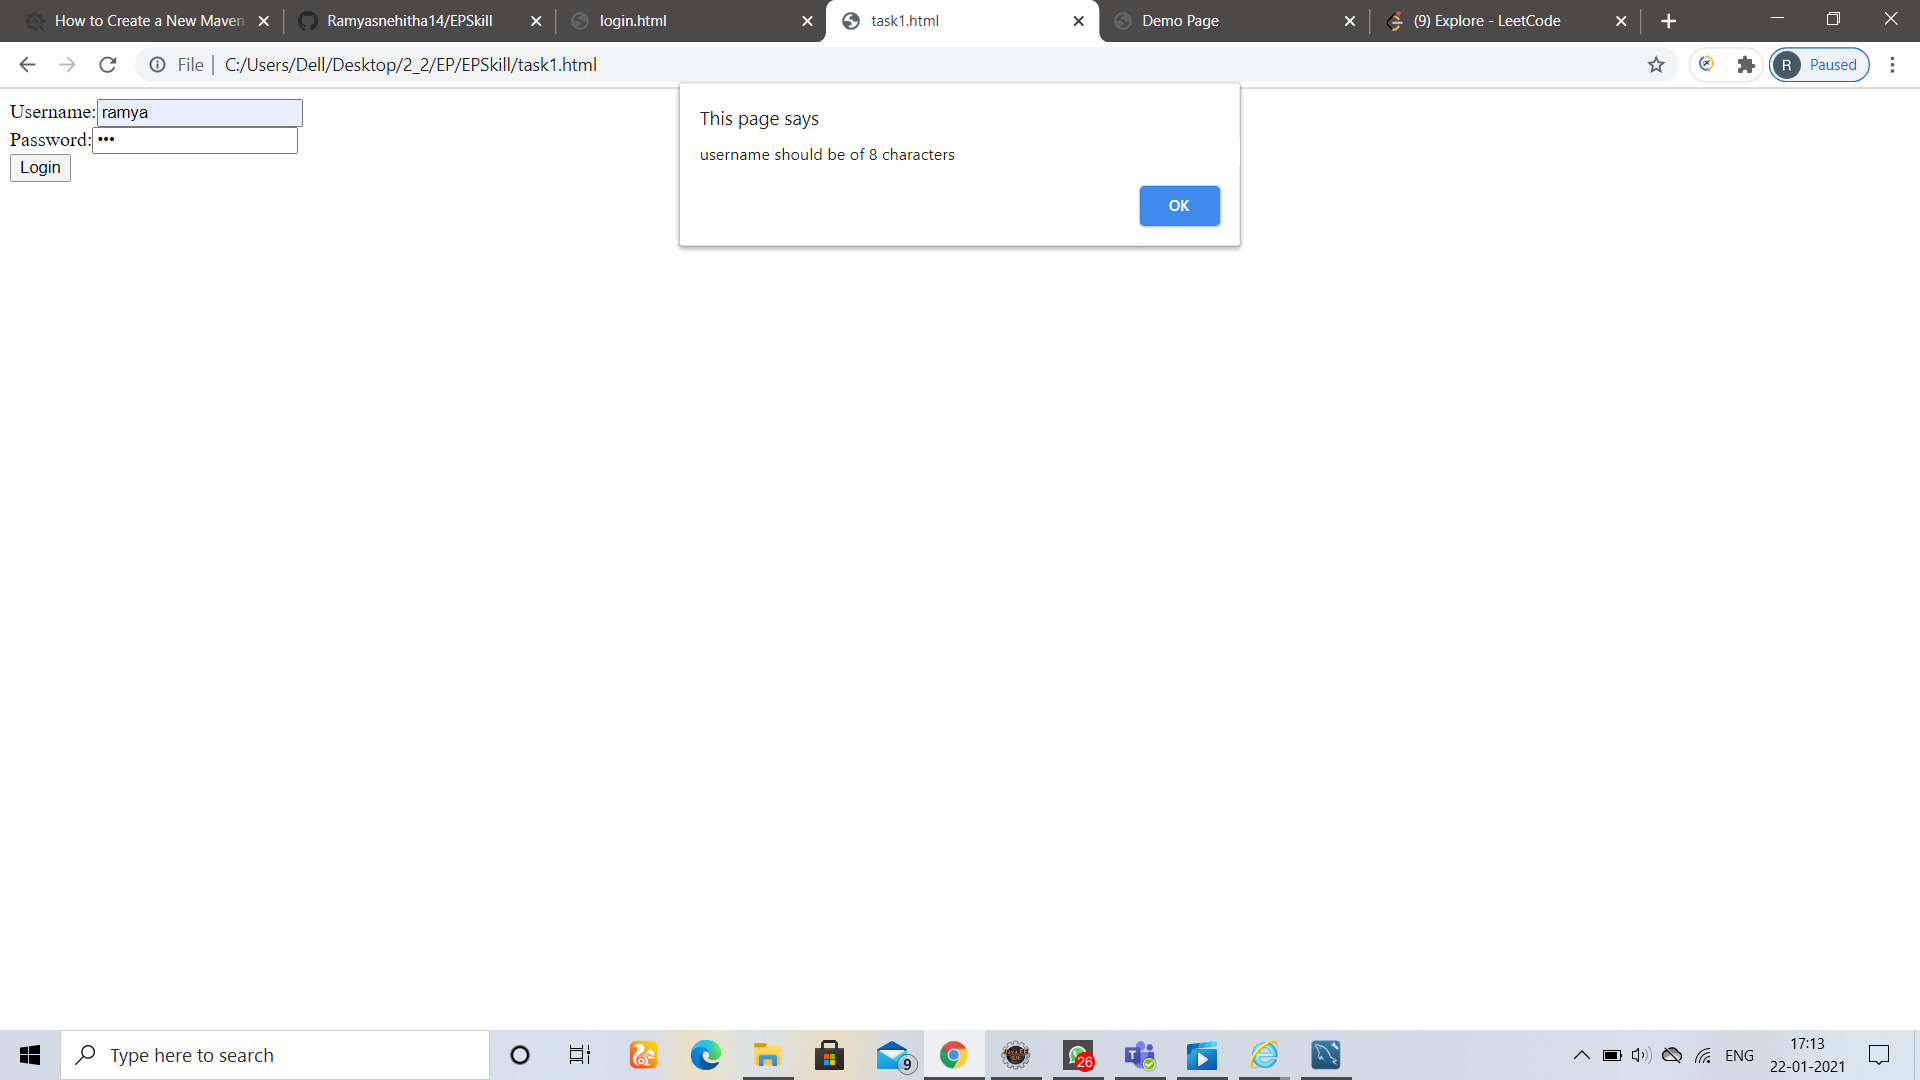 How to Create a New Maven
Ramyasnehitha14/EPSkill
login.html
task1.html
Demo Page
(9) Explore - LeetCode
File
C:/Users/Dell/Desktop/2_2/EP/EPSkill/task1.html
R Paused
Username: ramya
Password: •••
Login
This page says
username should be of 8 characters
OK
Type here to search
9
26
ENG
17:13
22-01-2021